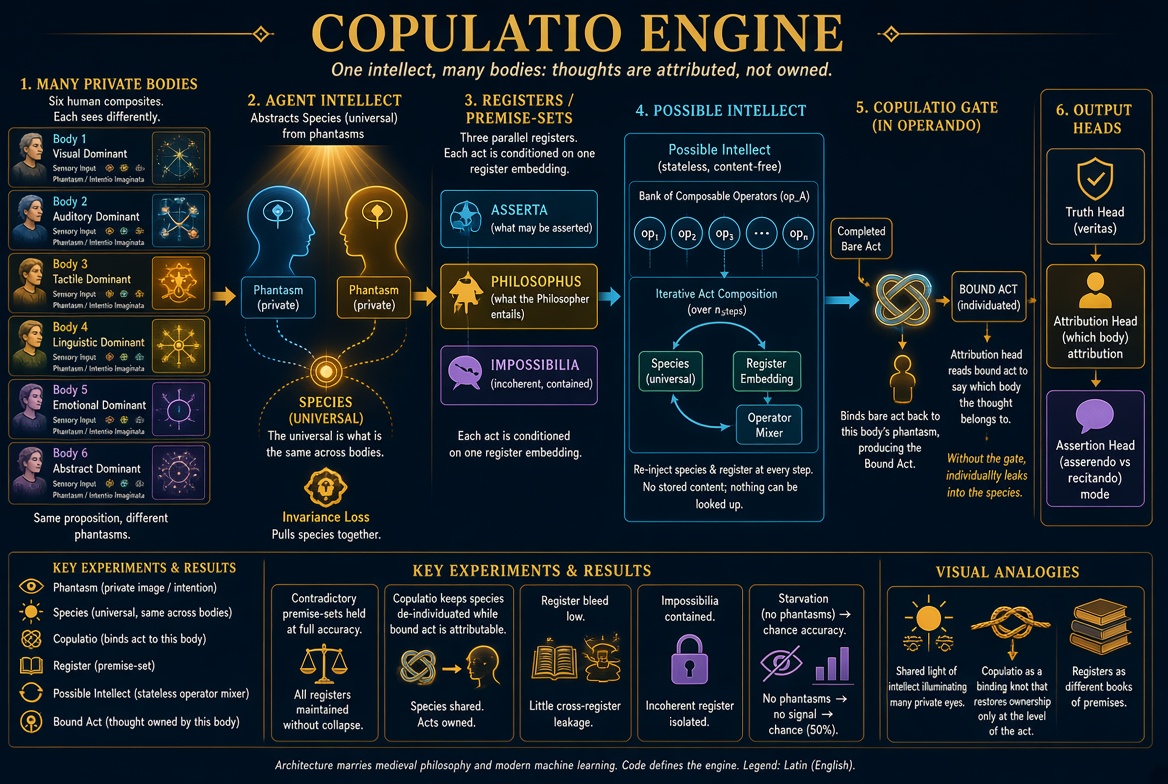 COPULATIO ENGINE
One intellect, many bodies: thoughts are attributed, not owned.
1. MANY PRIVATE BODIES
Six human composites.
Each sees differently.
Body 1
Visual Dominant
Sensory Input
Phantasm / Intentio Imaginata
Body 2
Auditory Dominant
Sensory Input
Phantasm / Intentio Imaginata
Body 3
Tactile Dominant
Sensory Input
Phantasm / Intentio Imaginata
Body 4
Linguistic Dominant
Sensory Input
Phantasm / Intentio Imaginata
Body 5
Emotional Dominant
Sensory Input
Phantasm / Intentio Imaginata
Body 6
Abstract Dominant
Sensory Input
Phantasm / Intentio Imaginata
Same proposition, different
phantasms.
2. AGENT INTELLECT
Abstracts Species (universal)
from phantasms
Phantasm
(private)
Phantasm
(private)
SPECIES
(UNIVERSAL)
The universal is what is
the same across bodies.
Invariance Loss
Pulls species together.
3. REGISTERS /
PREMISE-SETS
Three parallel registers.
Each act is conditioned on one
register embedding.
ASSERTA
(what may be asserted)
PHILOSOPHUS
(what the Philosopher
entails)
IMPOSSIBILIA
(incoherent, contained)
Each act is conditioned
on one register embedding.
4. POSSIBLE INTELLECT
Possible Intellect
(stateless, content-free)
Bank of Composable Operators (op_A)
op₁ op₂ op₃ ⋯ opₙ
Iterative Act Composition
(over n_Steps)
Species
(universal)
Register
Embedding
Operator
Mixer
Re-inject species & register at every step.
No stored content; nothing can be
looked up.
5. COPULATIO GATE
(IN OPERANDO)
Completed
Bare Act
BOUND ACT
(individuated)
Binds bare act back to
this body's phantasm,
producing the
Bound Act.
Attribution head
reads bound act to
say which body
the thought
belongs to.
Without the gate,
individuallly leaks
into the species.
6. OUTPUT
HEADS
Truth Head
(veritas)
Attribution Head
(which body)
attribution
Assertion Head
(asserendo vs
recitando)
mode
KEY EXPERIMENTS & RESULTS
Phantasm (private image / intention)
Species (universal, same across bodies)
Copulatio (binds act to this body)
Register (premise-set)
Possible Intellect (stateless operator mixer)
Bound Act (thought owned by this body)
KEY EXPERIMENTS & RESULTS
Contradictory
premise-sets held
at full accuracy.
All registers
maintained
without collapse.
Copulatio keeps species
de-individuated while
bound act is attributable.
Species shared.
Acts owned.
Register bleed
low.
Little cross-register
leakage.
Impossibilia
contained.
Incoherent register
isolated.
Starvation
(no phantasms) →
chance accuracy.
No phantasms →
no signal →
chance (50%).
VISUAL ANALOGIES
Shared light of
intellect illuminating
many private eyes.
Copulatio as a
binding knot that
restores ownership
only at the level
of the act.
Registers as
different books
of premises.
Architecture marries medieval philosophy and modern machine learning. Code defines the engine. Legend: Latin (English).